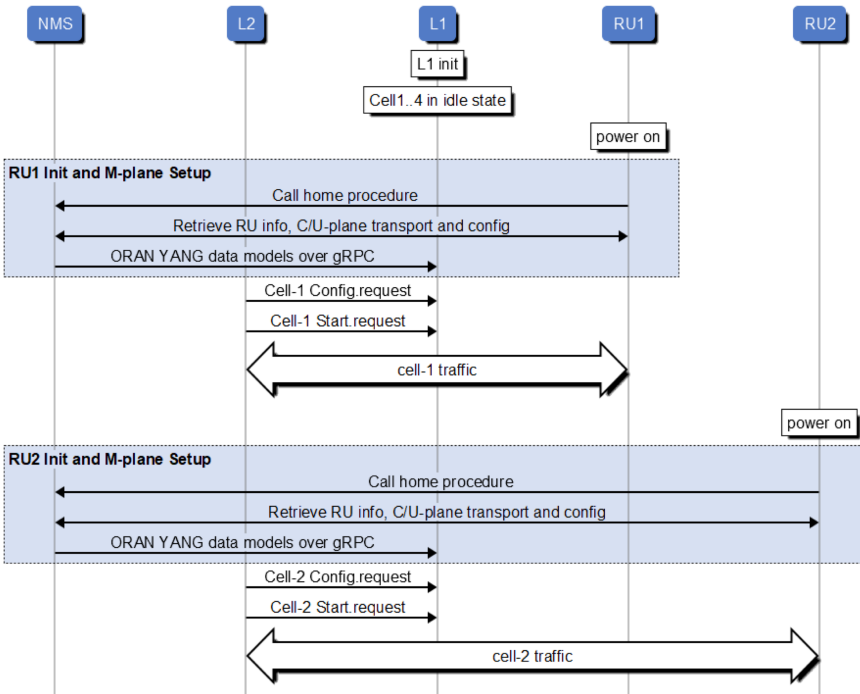 NMS L2 L1 RU1 RU2
L1 init
Cell1..4 in idle state
power on
RU1 Init and M-plane Setup
Call home procedure
Retrieve RU info, C/U-plane transport and config
ORAN YANG data models over gRPC
Cell-1 Config.request
Cell-1 Start.request
cell-1 traffic
power on
RU2 Init and M-plane Setup
Call home procedure
Retrieve RU info, C/U-plane transport and config
ORAN YANG data models over gRPC
Cell-2 Config.request
Cell-2 Start.request
cell-2 traffic